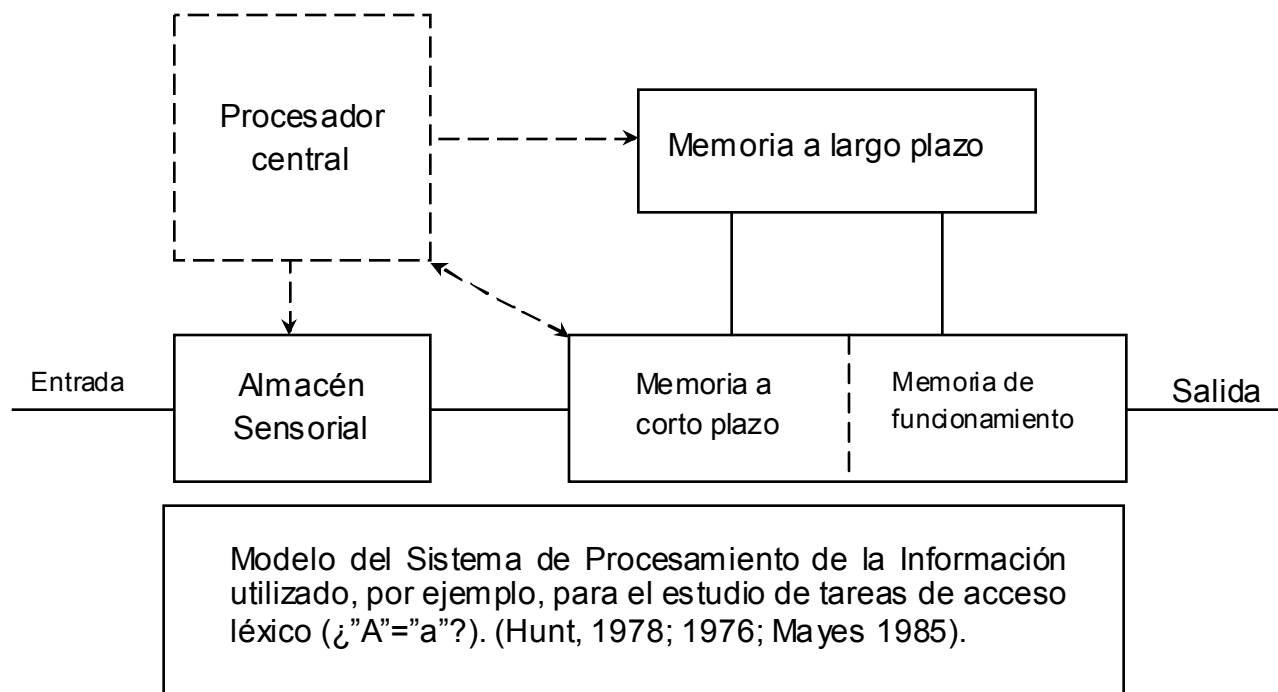 Procesador
central
Memoria a largo plazo
Entrada
Almacén
Sensorial
Memoria a
corto plazo
Memoria de
funcionamiento
Salida
Modelo del Sistema de Procesamiento de la Información
utilizado, por ejemplo, para el estudio de tareas de acceso
léxico (¿”A”=”a”?). (Hunt, 1978; 1976; Mayes 1985).